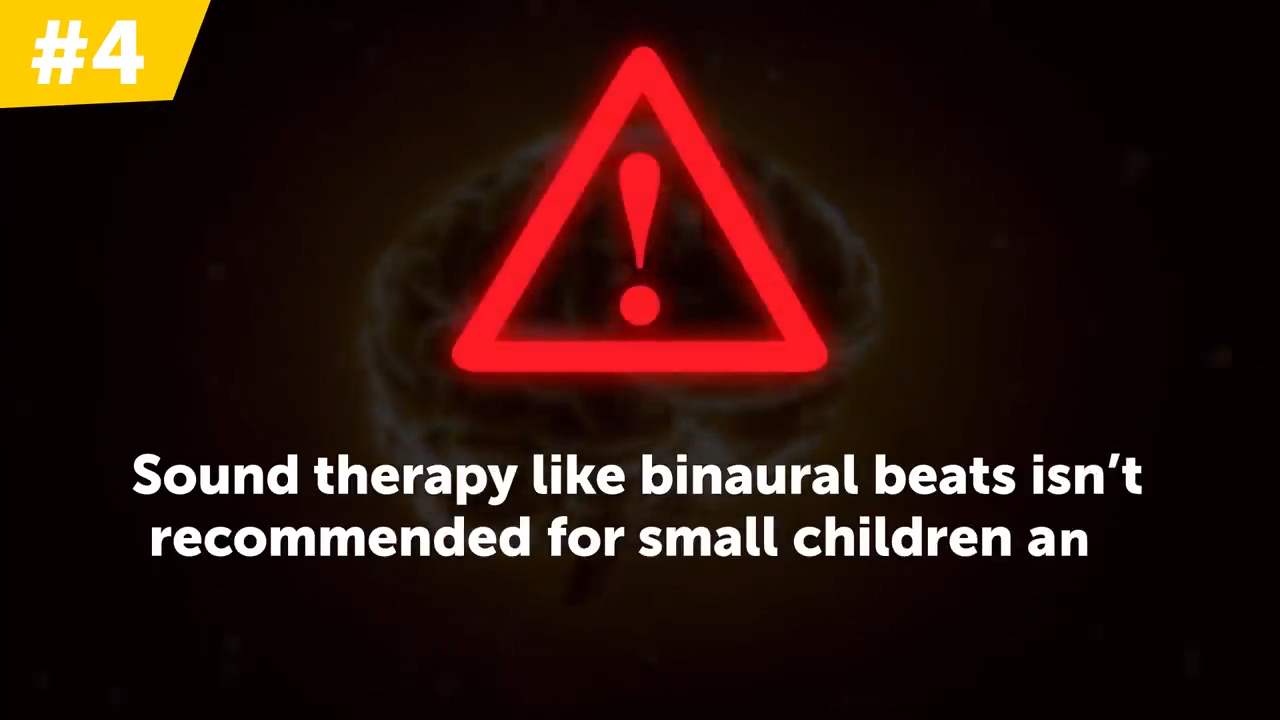 #4
Sound therapy like binaural beats isn’t
recommended for small children an